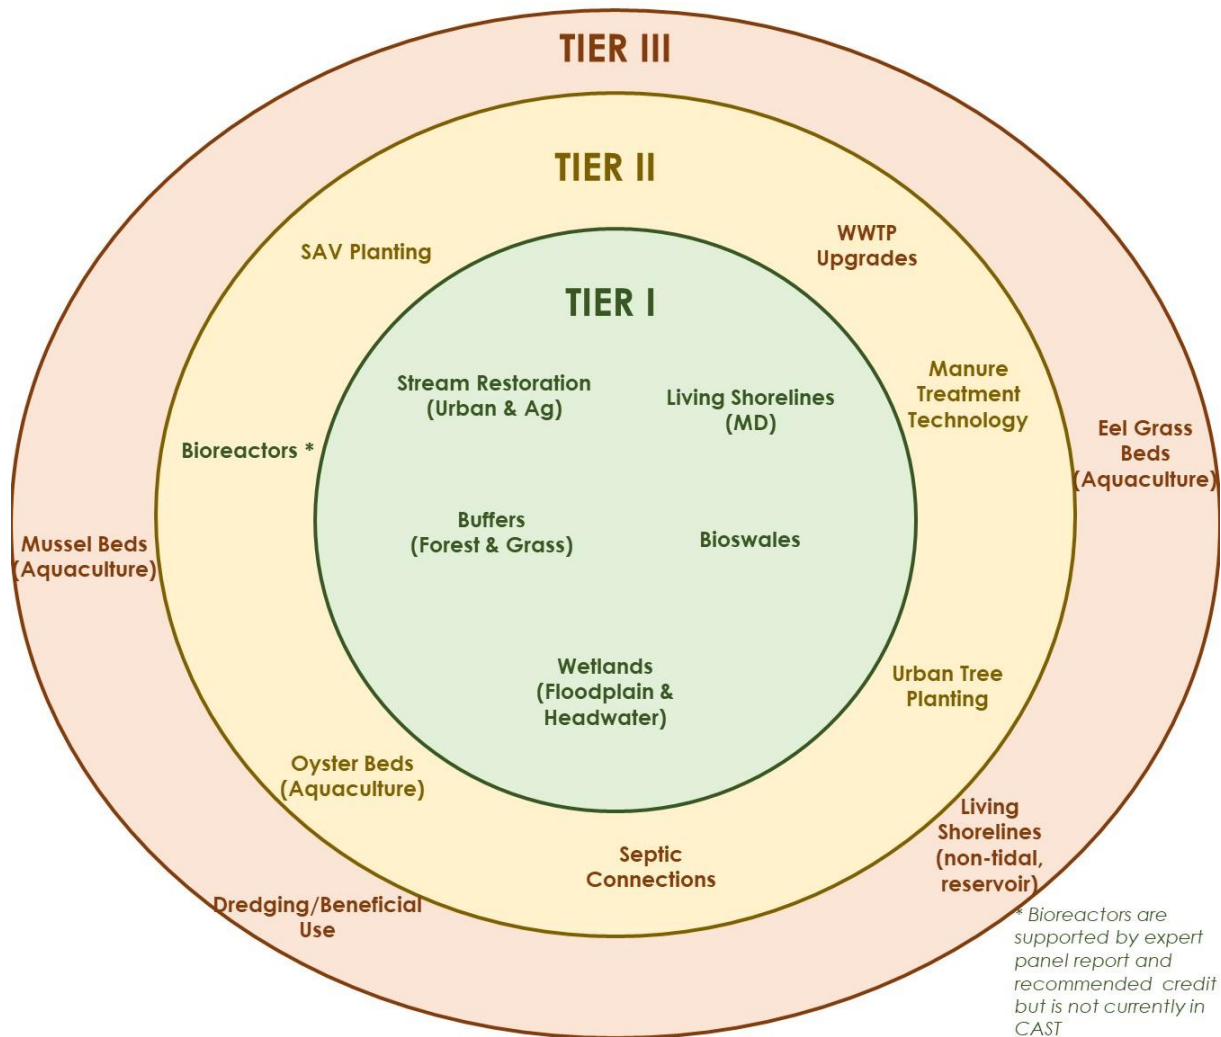 TIER III
TIER II
SAV Planting
WWTP
Upgrades
TIER I
Stream Restoration
(Urban & Ag)
Living Shorelines
(MD)
Manure
Treatment
Technology
Bioreactors *
Eel Grass
Beds
(Aquaculture)
Buffers
(Forest & Grass)
Bioswales
Mussel Beds
(Aquaculture)
Wetlands
(Floodplain &
Headwater)
Urban Tree
Planting
Oyster Beds
(Aquaculture)
Septic
Connections
Living
Shorelines
(non-tidal,
reservoir)
Dredging/Beneficial
Use
* Bioreactors are
supported by expert
panel report and
recommended credit
but is not currently in
CAST